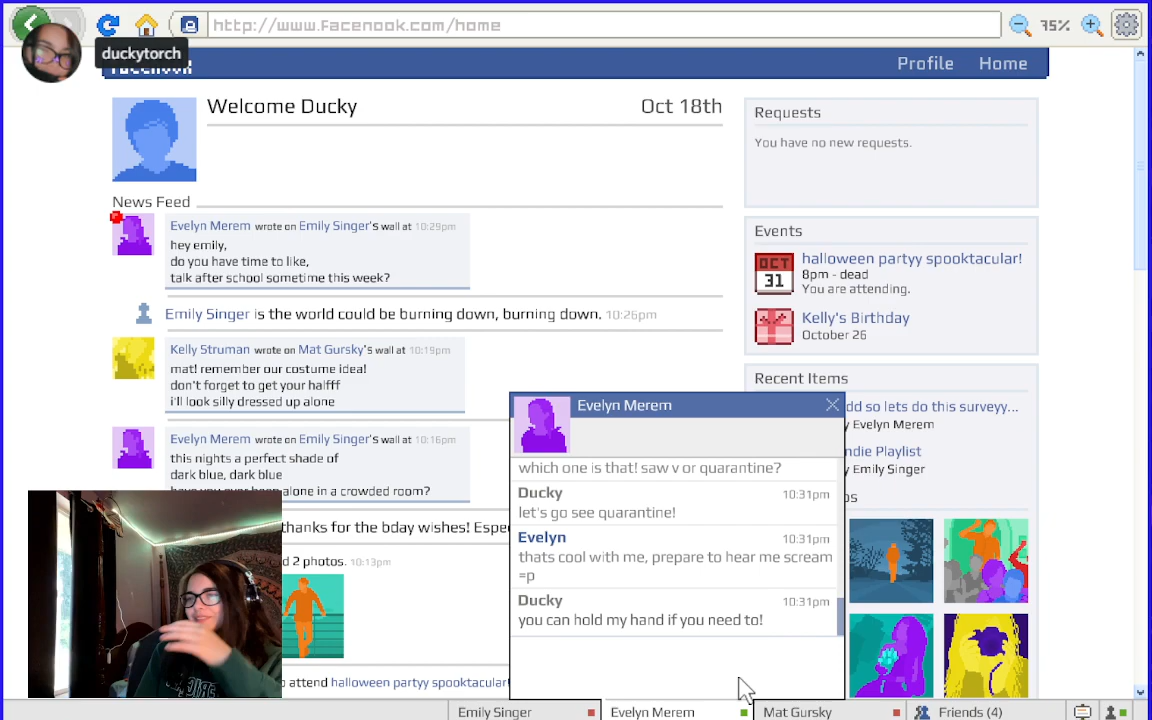 http://www.Facenook.com/home
75%
duckytorch
Facenook
Profile Home
Welcome Ducky
Oct 18th
News Feed
Evelyn Merem wrote on Emily Singer's wall at 10:29pm
hey emily,
do you have time to like,
talk after school sometime this week?
Emily Singer is the world could be burning down, burning down. 10:26pm
Kelly Struman wrote on Mat Gursky's wall at 10:19pm
mat! remember our costume idea!
don't forget to get your halfff
i'll look silly dressed up alone
Evelyn Merem wrote on Emily Singer's wall at 10:16pm
this nights a perfect shade of
dark blue, dark blue
have you ever been alone in a crowded room?
thanks for the bday wishes! Espe
d 2 photos. 10:13pm
o attend halloween partyy spooktacular!
Requests
You have no new requests.
Events
OCT
31
halloween partyy spooktacular!
8pm - dead
You are attending.
Kelly's Birthday
October 26
Recent Items
dd so lets do this surveyy...
y Evelyn Merem
ndie Playlist
y Emily Singer
os
Evelyn Merem
which one is that! saw v or quarantine?
Ducky 10:31pm
let's go see quarantine!
Evelyn 10:31pm
thats cool with me, prepare to hear me scream
=p
Ducky 10:31pm
you can hold my hand if you need to!
Emily Singer
Evelyn Merem
Mat Gursky
Friends (4)